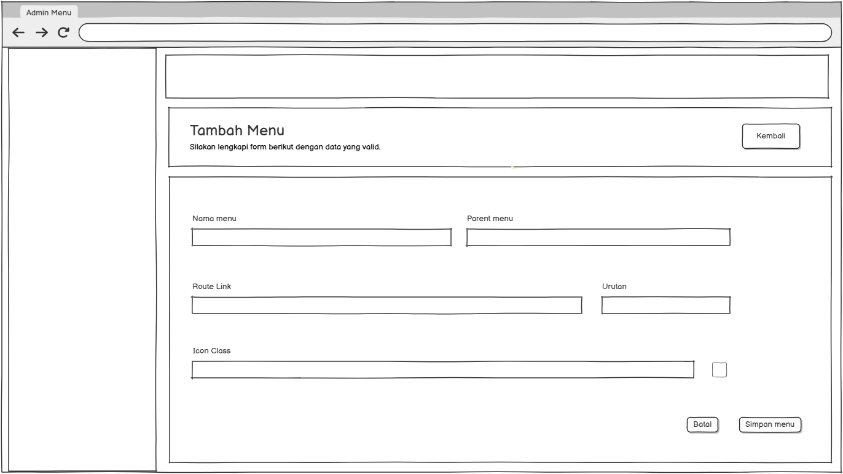 Admin Menu
Tambah Menu
Silakan lengkapi form berikut dengan data yang valid.
Kembali
Nama menu
Parent menu
Route Link
Urutan
Icon Class
Batal
Simpan menu